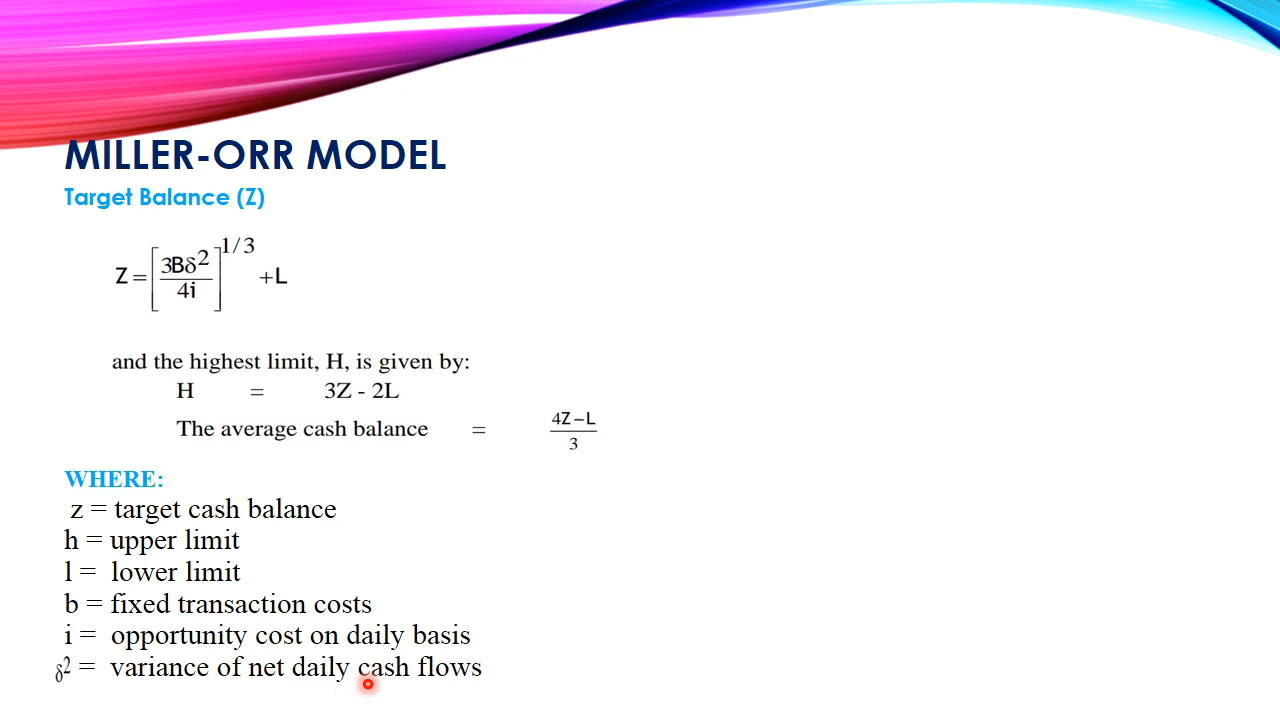 MILLER-ORR MODEL
Target Balance (Z)
Z = [3Bδ²/4i]^1/3 + L
and the highest limit, H, is given by:
H = 3Z - 2L
The average cash balance = 4Z–L/3
WHERE:
z = target cash balance
h = upper limit
l = lower limit
b = fixed transaction costs
i = opportunity cost on daily basis
δ² = variance of net daily cash flows